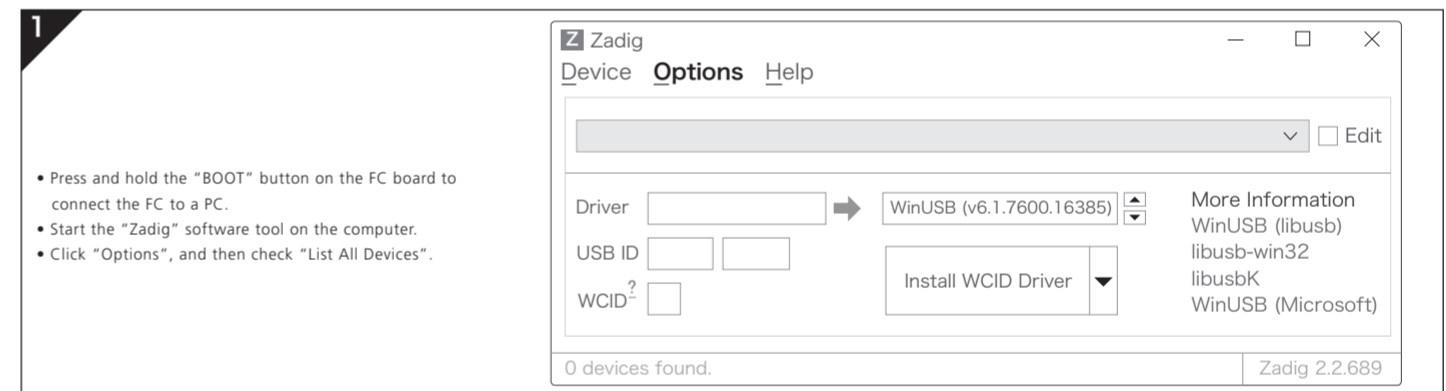 1
• Press and hold the “BOOT” button on the FC board to
connect the FC to a PC.
• Start the “Zadig” software tool on the computer.
• Click “Options”, and then check “List All Devices”.
Z Zadig
Device Options Help
Edit
Driver
WinUSB (v6.1.7600.16385)
USB ID
WCID?
Install WCID Driver
More Information
WinUSB (libusb)
libusb-win32
libusbK
WinUSB (Microsoft)
0 devices found.
Zadig 2.2.689